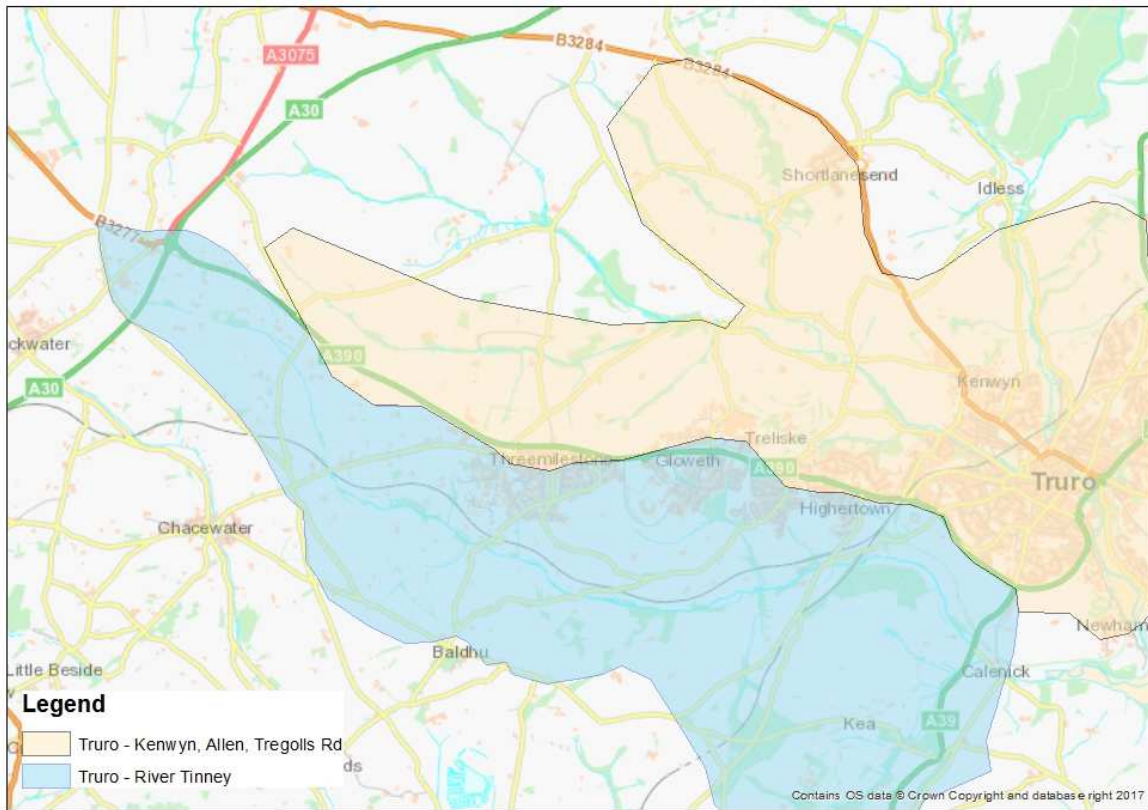 A3075
B3284
A30
B3284
Shortlanesend
Idless
B3277
ckwater
A390
A30
Kenwyn
Treliske
Threemilestone
Gloweth
A390
Truro
Highertown
Chacewater
Newham
Baldhu
Little Beside
Calenick
Legend
Kea
A39
Truro - Kenwyn, Allen, Tregolls Rd
ds
Truro - River Tinney
Contains OS data © Crown Copyright and database right 2017